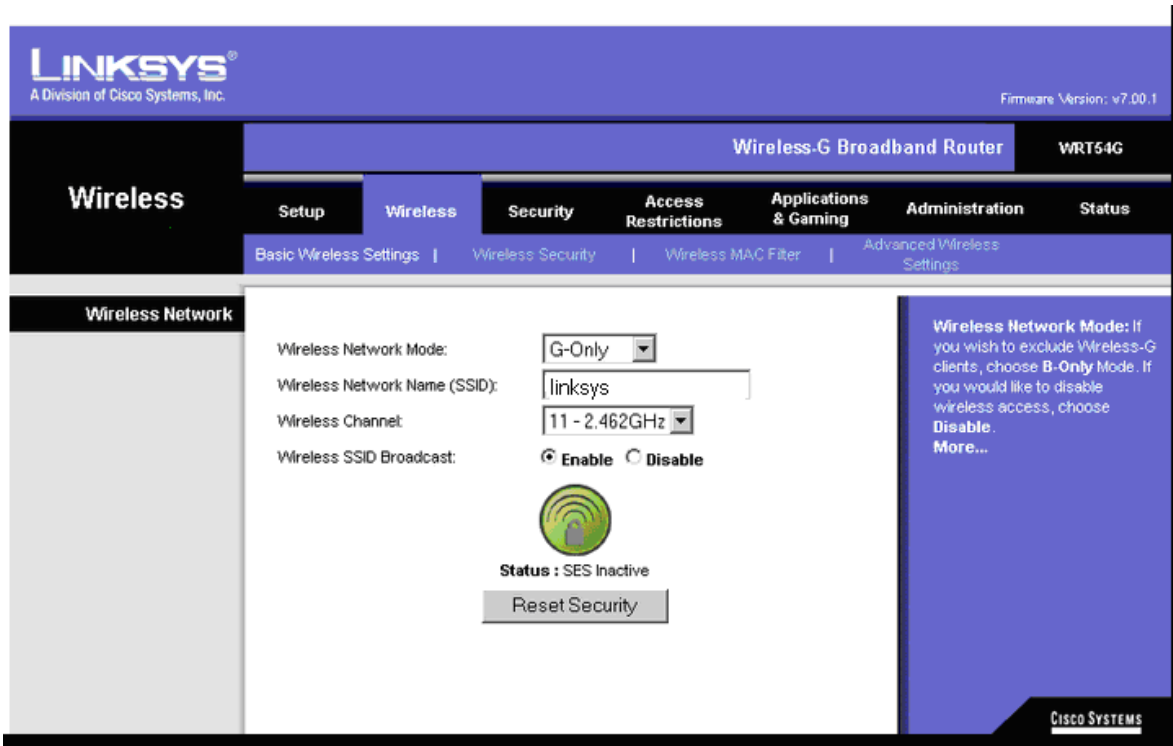 LINKSYS®
A Division of Cisco Systems, Inc.
Firmware Version: v7.00.1
Wireless-G Broadband Router WRT54G
Wireless
Setup Wireless Security Access Restrictions Applications & Gaming Administration Status
Basic Wireless Settings | Wireless Security | Wireless MAC Filter | Advanced Wireless Settings
Wireless Network
Wireless Network Mode: G-Only
Wireless Network Name (SSID): linksys
Wireless Channel: 11 - 2.462GHz
Wireless SSID Broadcast: Enable Disable
Status : SES Inactive
Reset Security
Wireless Network Mode: If
you wish to exclude Wireless-G
clients, choose B-Only Mode. If
you would like to disable
wireless access, choose
Disable.
More...
CISCO SYSTEMS